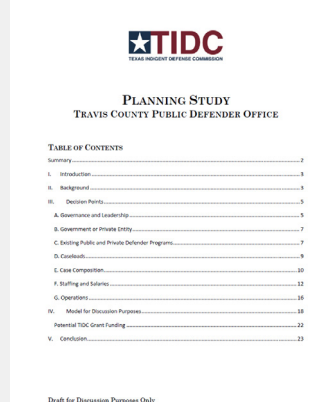 TIDC
TEXAS INDIGENT DEFENSE COMMISSION
PLANNING STUDY
TRAVIS COUNTY PUBLIC DEFENDER OFFICE
TABLE OF CONTENTS
Summary 2
I. Introduction 3
II. Background 3
III. Decision Points 5
A. Governance and Leadership 5
B. Government or Private Entity 7
C. Existing Public and Private Defender Programs 7
D. Caseloads 9
E. Case Composition 10
F. Staffing and Salaries 12
G. Operations 16
IV. Model for Discussion Purposes 18
Potential TIDC Grant Funding 22
V. Conclusion 23
Draft for Discussion Purposes Only